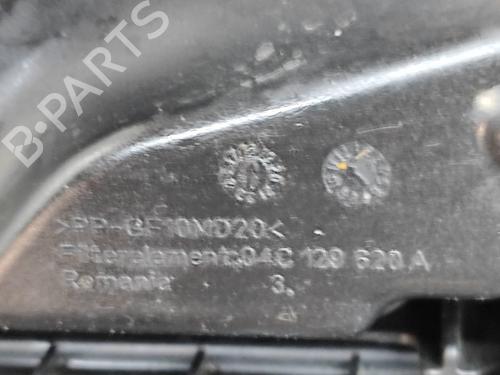 B-PARTS
>PP-GF10MD20<
Filterelement:04C 129 620 A
Romania 3.